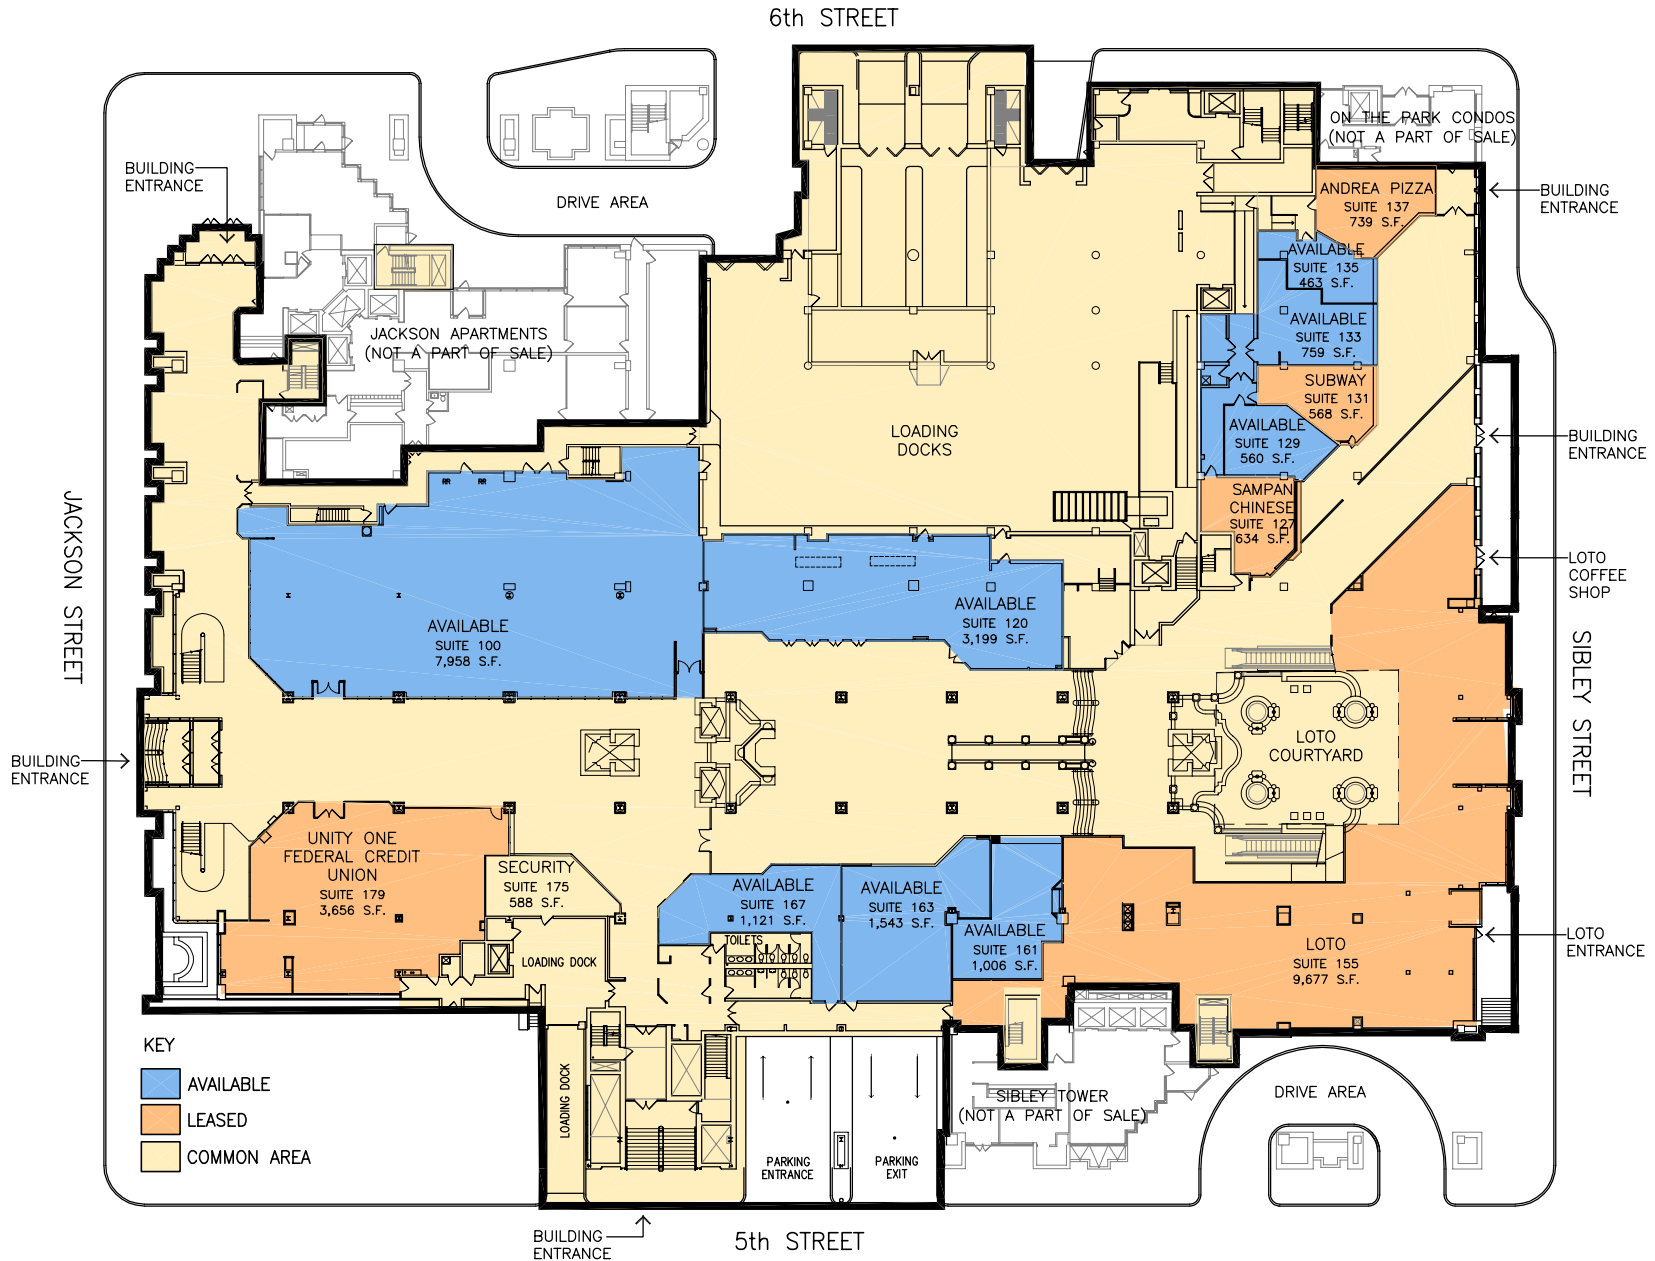 6th STREET
ON THE PARK CONDOS
(NOT A PART OF SALE)
BUILDING
ENTRANCE
DRIVE AREA
ANDREA PIZZA
SUITE 137
739 S.F.
BUILDING
ENTRANCE
AVAILABLE
SUITE 135
463 S.F.
JACKSON APARTMENTS
(NOT A PART OF SALE)
AVAILABLE
SUITE 133
759 S.F.
SUBWAY
SUITE 131
568 S.F.
LOADING
DOCKS
AVAILABLE
SUITE 129
560 S.F.
BUILDING
ENTRANCE
RR
RR
SAMPAN
CHINESE
SUITE 127
634 S.F.
JACKSON STREET
LOTO
COFFEE
SHOP
AVAILABLE
SUITE 100
7,958 S.F.
AVAILABLE
SUITE 120
3,199 S.F.
SIBLEY STREET
LOTO
COURTYARD
BUILDING
ENTRANCE
UNITY ONE
FEDERAL CREDIT
UNION
SUITE 179
3,656 S.F.
SECURITY
SUITE 175
588 S.F.
AVAILABLE
SUITE 167
1,121 S.F.
AVAILABLE
SUITE 163
1,543 S.F.
AVAILABLE
SUITE 161
1,006 S.F.
LOTO
SUITE 155
9,677 S.F.
LOTO
ENTRANCE
TOILETS
LOADING DOCK
KEY
AVAILABLE
LEASED
COMMON AREA
LOADING DOCK
PARKING
ENTRANCE
PARKING
EXIT
SIBLEY TOWER
(NOT A PART OF SALE)
DRIVE AREA
BUILDING
ENTRANCE
5th STREET